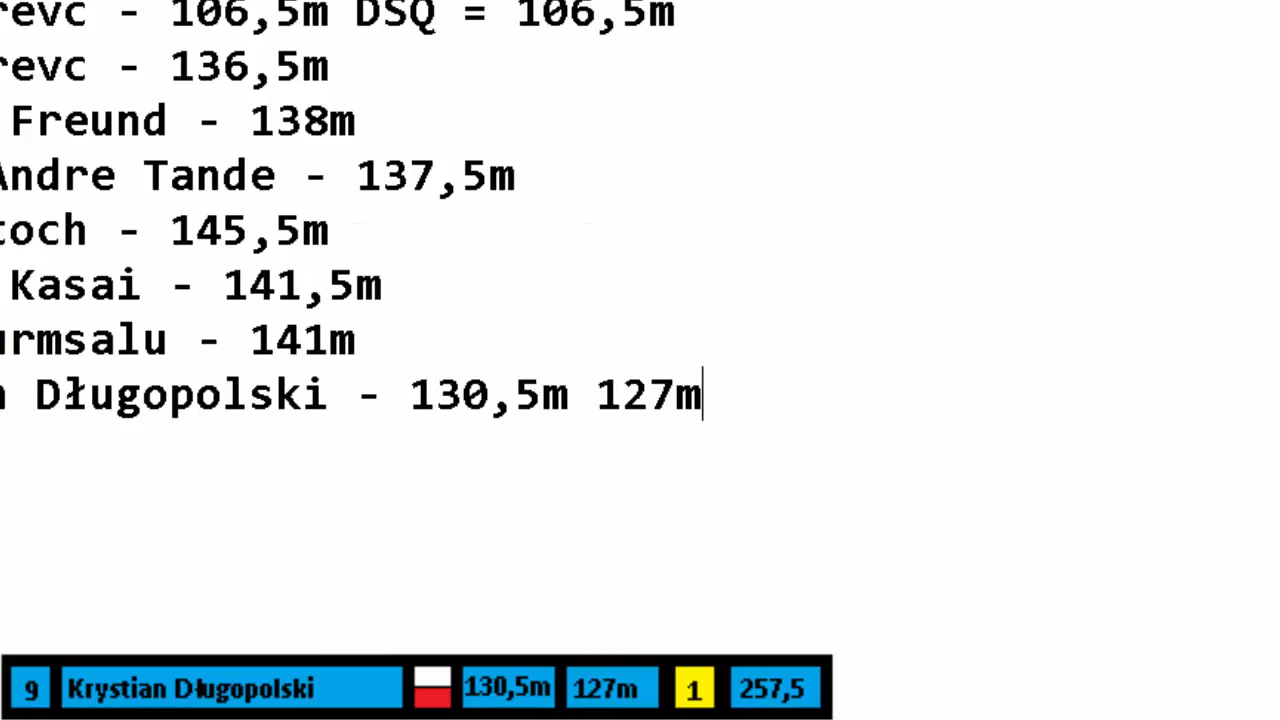 revc - 106,5m DSQ = 106,5m
revc - 136,5m
Freund - 138m
Andre Tande - 137,5m
toch - 145,5m
Kasai - 141,5m
urmsalu - 141m
n Długopolski - 130,5m 127m
9 Krystian Długopolski 130,5m 127m 1 257,5